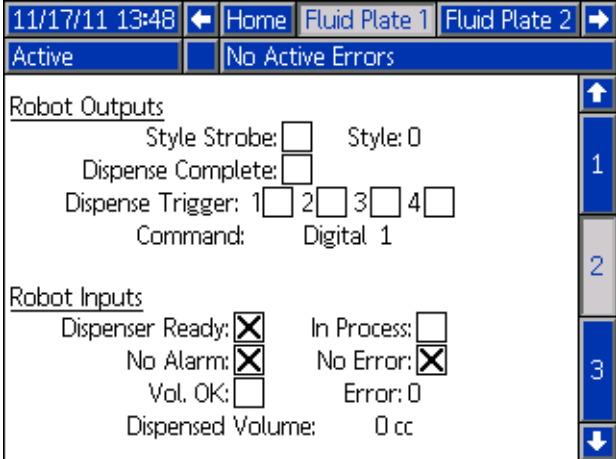 11/17/11 13:48 Home Fluid Plate 1 Fluid Plate 2
Active No Active Errors
Robot Outputs
Style Strobe: Style: 0
Dispense Complete:
Dispense Trigger: 1 2 3 4
Command: Digital 1
Robot Inputs
Dispenser Ready: In Process:
No Alarm: No Error:
Vol. OK: Error: 0
Dispensed Volume: 0 cc
1
2
3